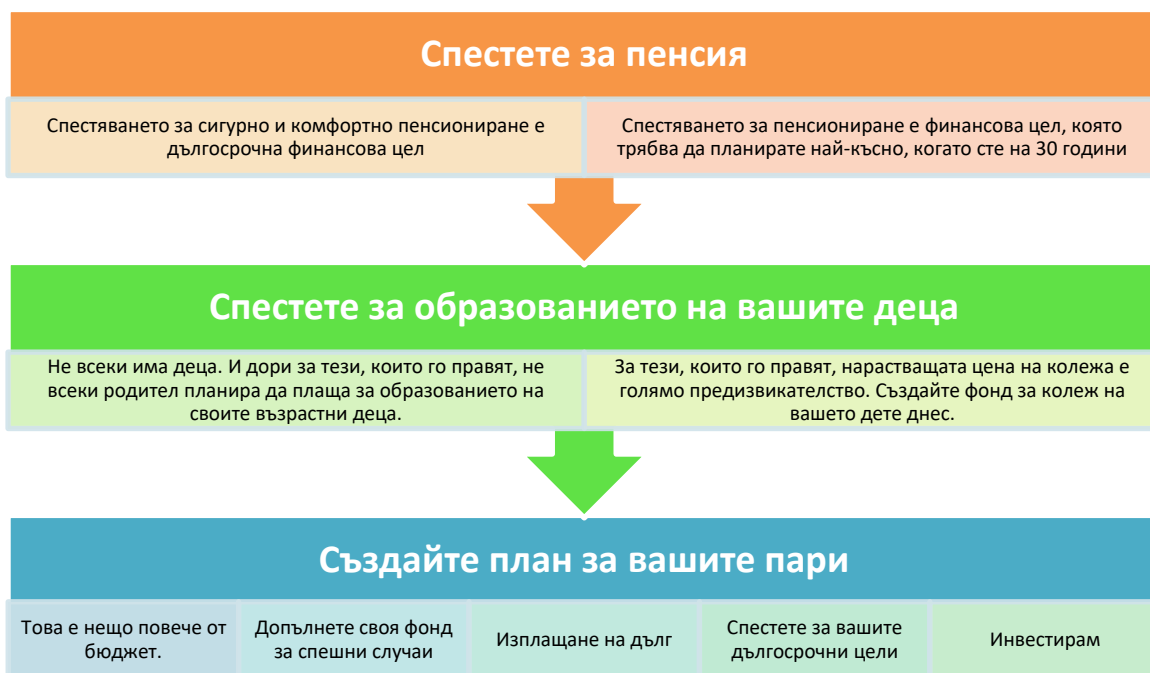 Спестете за пенсия
Спестяването за сигурно и комфортно пенсиониране е
дългосрочна финансова цел
Спестяването за пенсиониране е финансова цел, която
трябва да планирате най-късно, когато сте на 30 години
Спестете за образованието на вашите деца
Не всеки има деца. И дори за тези, които го правят, не
всеки родител планира да плаща за образованието на
своите възрастни деца.
За тези, които го правят, нарастващата цена на колежа е
голямо предизвикателство. Създайте фонд за колеж на
вашето дете днес.
Създайте план за вашите пари
Това е нещо повече от
бюджет.
Допълнете своя фонд
за спешни случаи
Изплащане на дълг
Спестете за вашите
дългосрочни цели
Инвестирам